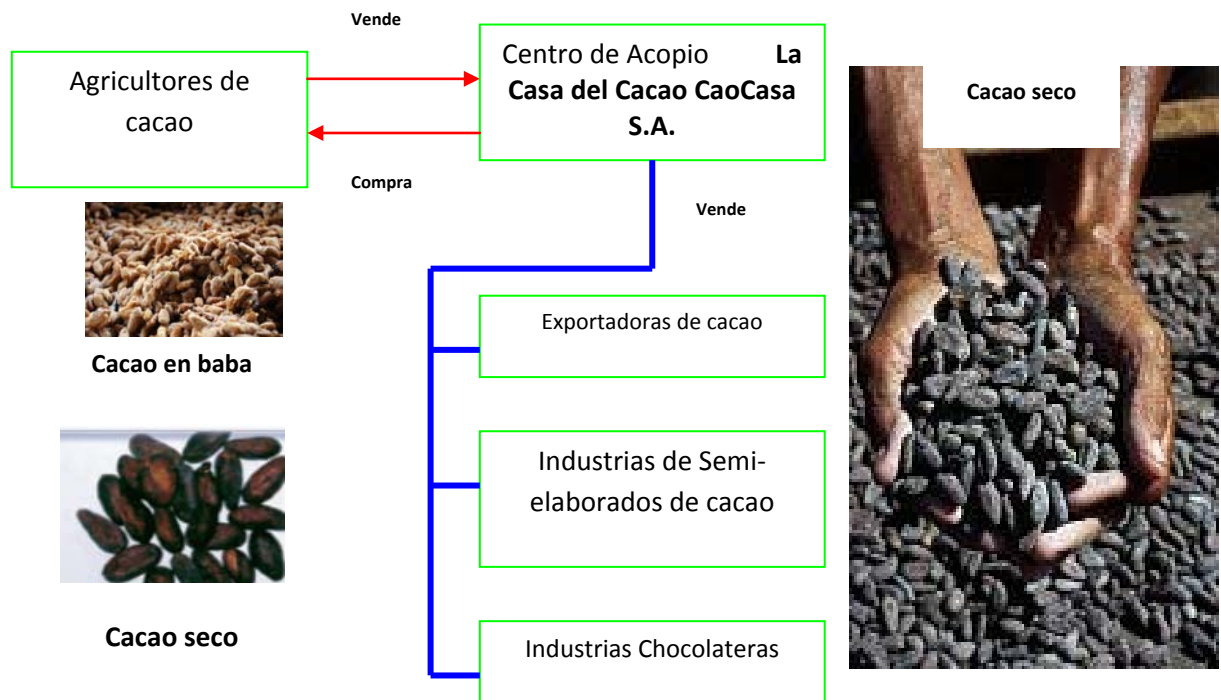 Vende
Agricultores de
cacao
Centro de Acopio La
Casa del Cacao CaoCasa
S.A.
Cacao seco
Compra
Vende
Cacao en baba
Exportadoras de cacao
Industrias de Semi-
elaborados de cacao
Cacao seco
Industrias Chocolateras